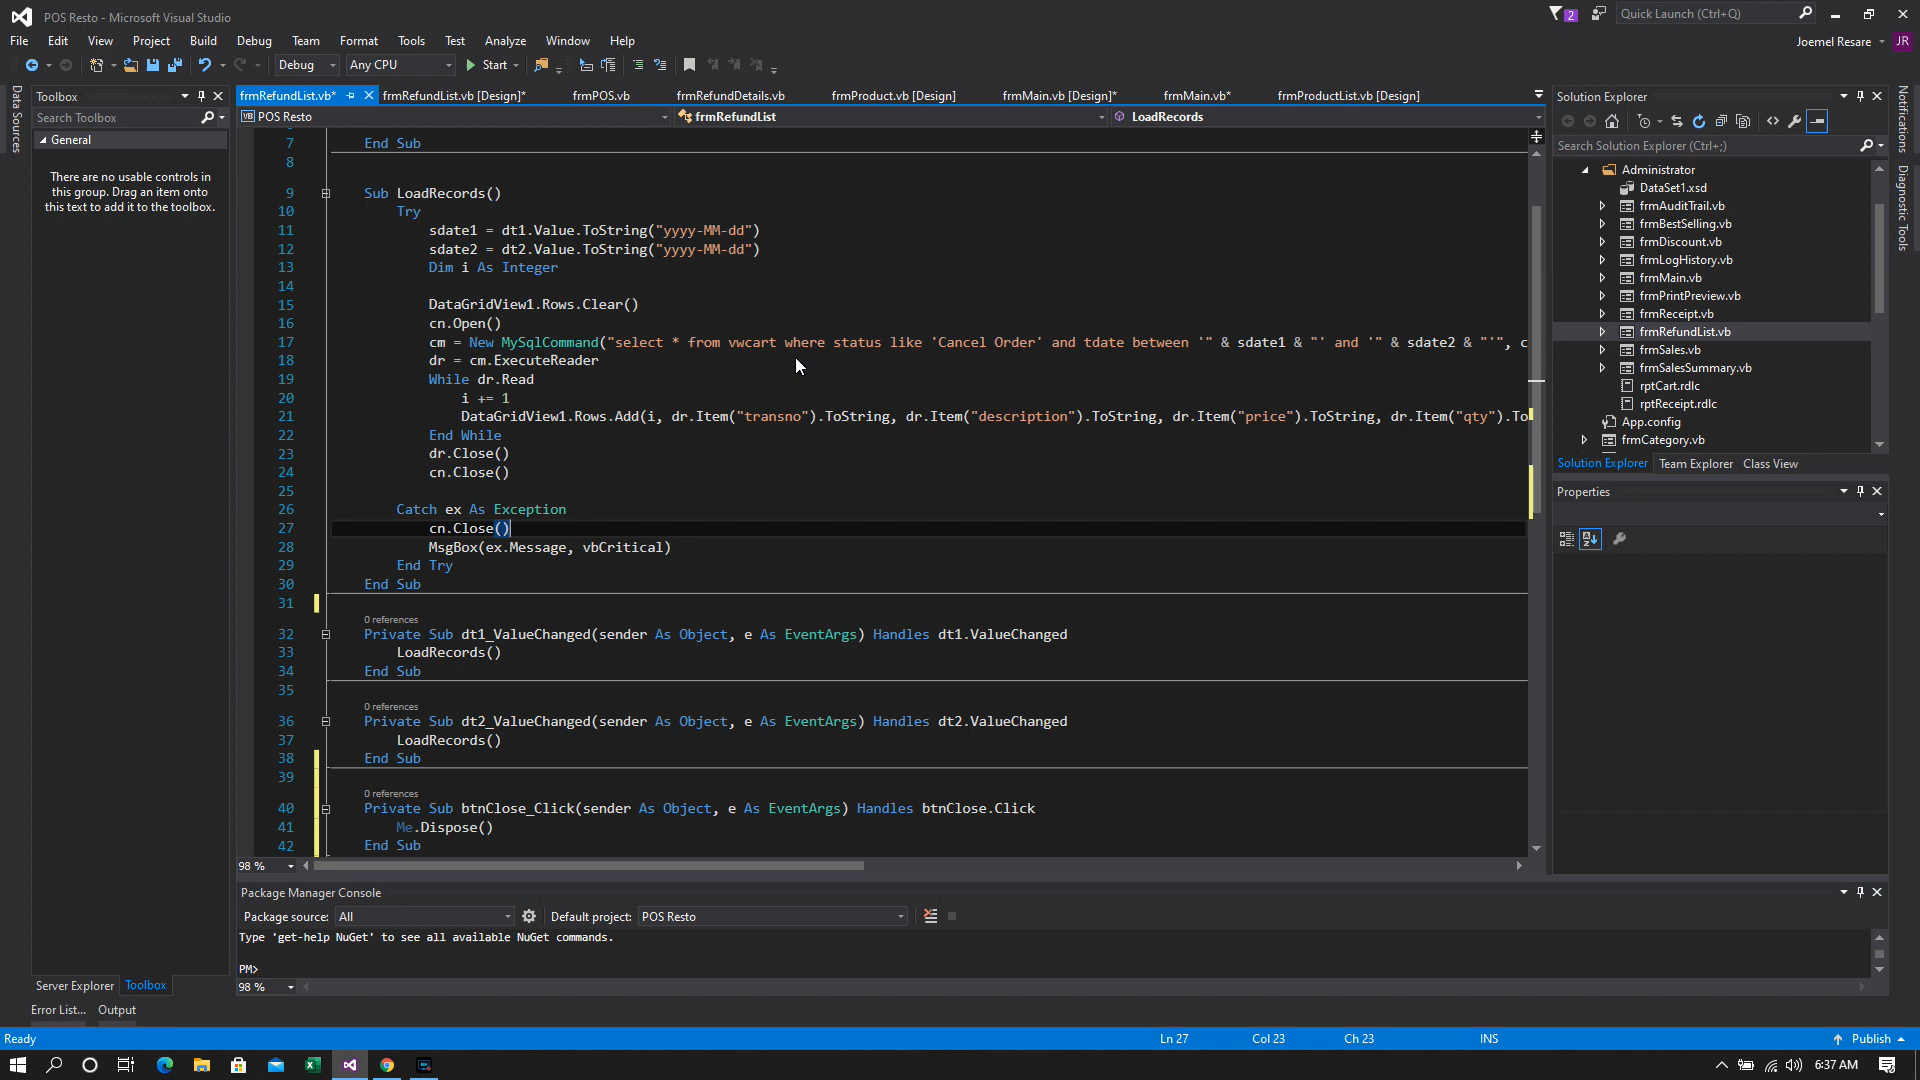 POS Resto - Microsoft Visual Studio
2
Quick Launch (Ctrl+Q)
File Edit View Project Build Debug Team Format Tools Test Analyze Window Help
Joemel Resare JR
Debug Any CPU Start
Data Sources
Toolbox
Search Toolbox
General
There are no usable controls in
this group. Drag an item onto
this text to add it to the toolbox.
Server Explorer Toolbox
frmRefundList.vb* frmRefundList.vb [Design]* frmPOS.vb frmRefundDetails.vb frmProduct.vb [Design] frmMain.vb [Design]* frmMain.vb* frmProductList.vb [Design]
POS Resto frmRefundList LoadRecords
7 End Sub
8
9 Sub LoadRecords()
10 Try
11 sdate1 = dt1.Value.ToString("yyyy-MM-dd")
12 sdate2 = dt2.Value.ToString("yyyy-MM-dd")
13 Dim i As Integer
14
15 DataGridView1.Rows.Clear()
16 cn.Open()
17 cm = New MySqlCommand("select * from vwcart where status like 'Cancel Order' and tdate between '" & sdate1 & "' and '" & sdate2 & "'", c
18 dr = cm.ExecuteReader
19 While dr.Read
20 i += 1
21 DataGridView1.Rows.Add(i, dr.Item("transno").ToString, dr.Item("description").ToString, dr.Item("price").ToString, dr.Item("qty").To
22 End While
23 dr.Close()
24 cn.Close()
25
26 Catch ex As Exception
27 cn.Close()
28 MsgBox(ex.Message, vbCritical)
29 End Try
30 End Sub
31
0 references
32 Private Sub dt1_ValueChanged(sender As Object, e As EventArgs) Handles dt1.ValueChanged
33 LoadRecords()
34 End Sub
35
0 references
36 Private Sub dt2_ValueChanged(sender As Object, e As EventArgs) Handles dt2.ValueChanged
37 LoadRecords()
38 End Sub
39
0 references
40 Private Sub btnClose_Click(sender As Object, e As EventArgs) Handles btnClose.Click
41 Me.Dispose()
42 End Sub
98 %
Package Manager Console
Package source: All Default project: POS Resto
Type 'get-help NuGet' to see all available NuGet commands.
PM>
98 %
Solution Explorer
Search Solution Explorer (Ctrl+;)
Administrator
DataSet1.xsd
frmAuditTrail.vb
frmBestSelling.vb
frmDiscount.vb
frmLogHistory.vb
frmMain.vb
frmPrintPreview.vb
frmReceipt.vb
frmRefundList.vb
frmSales.vb
frmSalesSummary.vb
rptCart.rdlc
rptReceipt.rdlc
App.config
frmCategory.vb
Solution Explorer Team Explorer Class View
Properties
Notifications
Diagnostic Tools
Error List... Output
Ready Ln 27 Col 23 Ch 23 INS Publish
6:37 AM